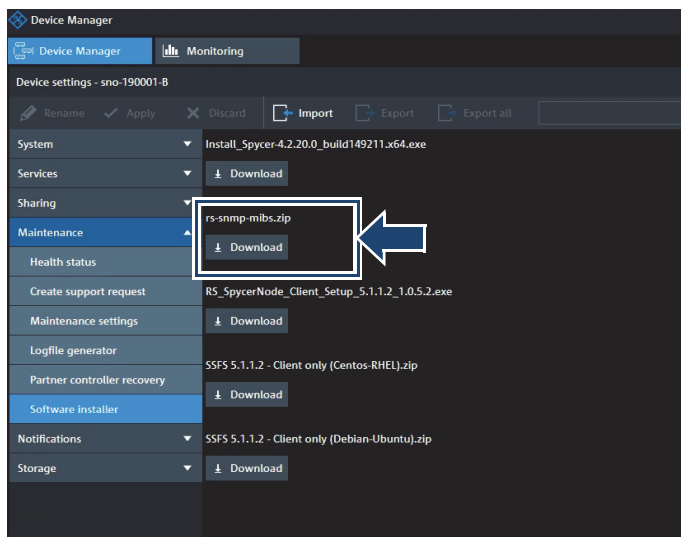 Device Manager
Device Manager
Monitoring
Device settings - sno-190001-B
Rename
Apply
Discard
Import
Export
Export all
System
Services
Sharing
Maintenance
Health status
Create support request
Maintenance settings
Logfile generator
Partner controller recovery
Software installer
Notifications
Storage
Install_Spycer-4.2.20.0_build149211.x64.exe
Download
rs-snmp-mibs.zip
Download
RS_SpycerNode_Client_Setup_5.1.1.2_1.0.5.2.exe
Download
SSFS 5.1.1.2 - Client only (Centos-RHEL).zip
Download
SSFS 5.1.1.2 - Client only (Debian-Ubuntu).zip
Download